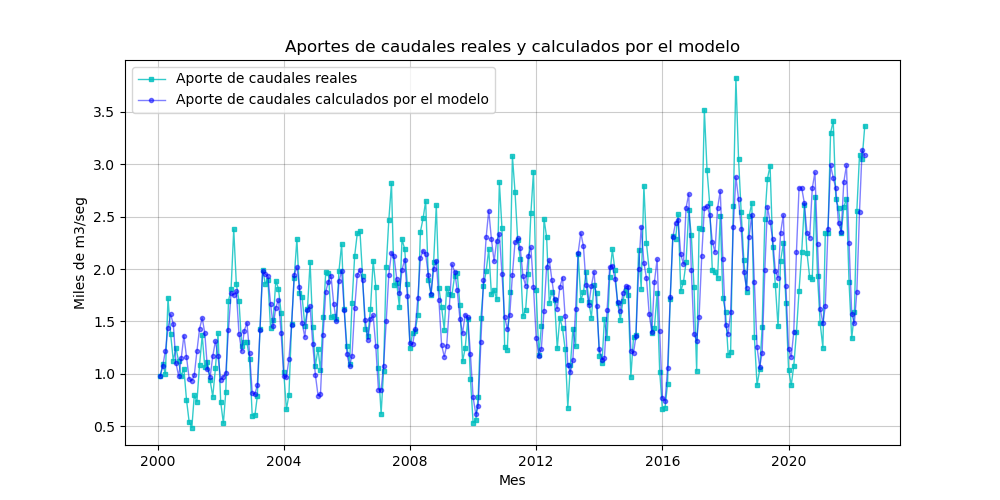 Aportes de caudales reales y calculados por el modelo
Aporte de caudales reales
Aporte de caudales calculados por el modelo
Miles de m3/seg
3.5
3.0
2.5
2.0
1.5
1.0
0.5
2000 2004 2008 2012 2016 2020
Mes